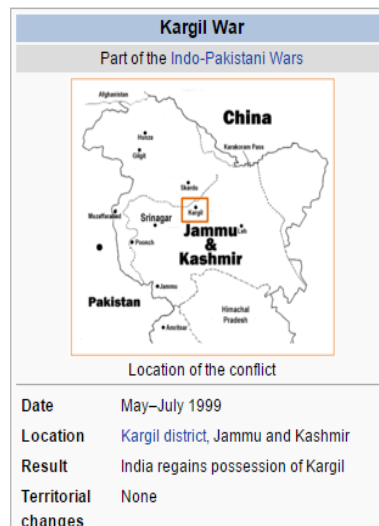 Kargil War
Part of the Indo-Pakistani Wars
Afghanistan
China
Hunza
Gilgit
Karakoram Pass
Skardu
Kargil
Muzaffarabad
Srinagar
Leh
Jammu
&
Kashmir
Poonch
Jammu
Pakistan
Himachal
Pradesh
Amritsar
Location of the conflict
Date May–July 1999
Location Kargil district, Jammu and Kashmir
Result India regains possession of Kargil
Territorial None
changes